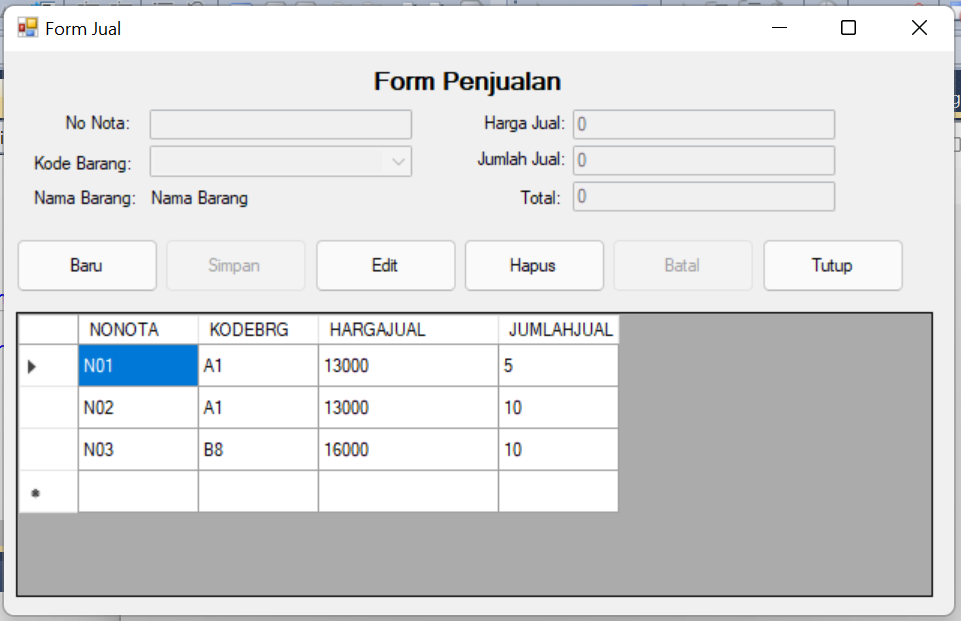 Form Jual
Form Penjualan
No Nota:
Harga Jual: 0
Kode Barang:
Jumlah Jual: 0
Nama Barang: Nama Barang
Total: 0
Baru Simpan Edit Hapus Batal Tutup
NONOTA KODEBRG HARGAJUAL JUMLAHJUAL
N01 A1 13000 5
N02 A1 13000 10
N03 B8 16000 10